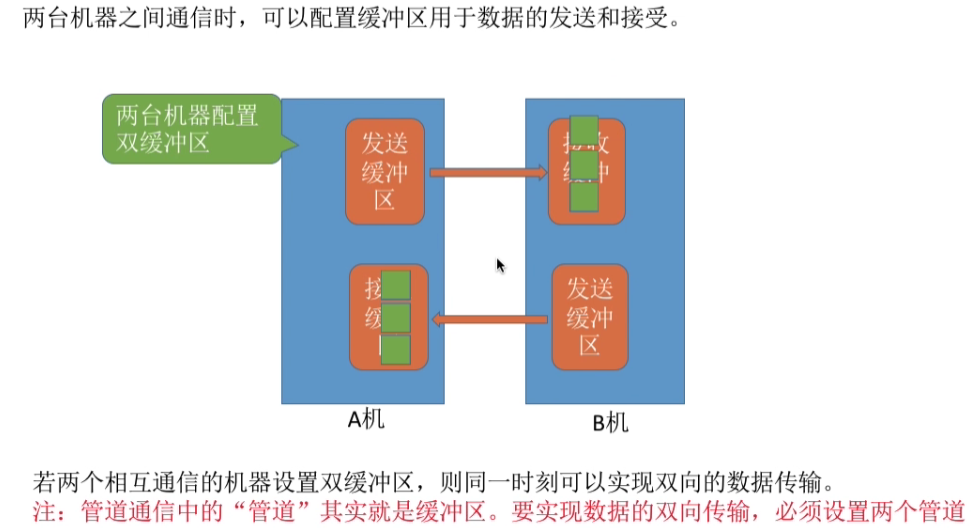 两台机器之间通信时，可以配置缓冲区用于数据的发送和接受。
两台机器配置
双缓冲区
发送
缓冲
区
接收
缓冲
接
缓
发送
缓冲
区
A机
B机
若两个相互通信的机器设置双缓冲区，则同一时刻可以实现双向的数据传输。
注：管道通信中的“管道”其实就是缓冲区。要实现数据的双向传输，必须设置两个管道